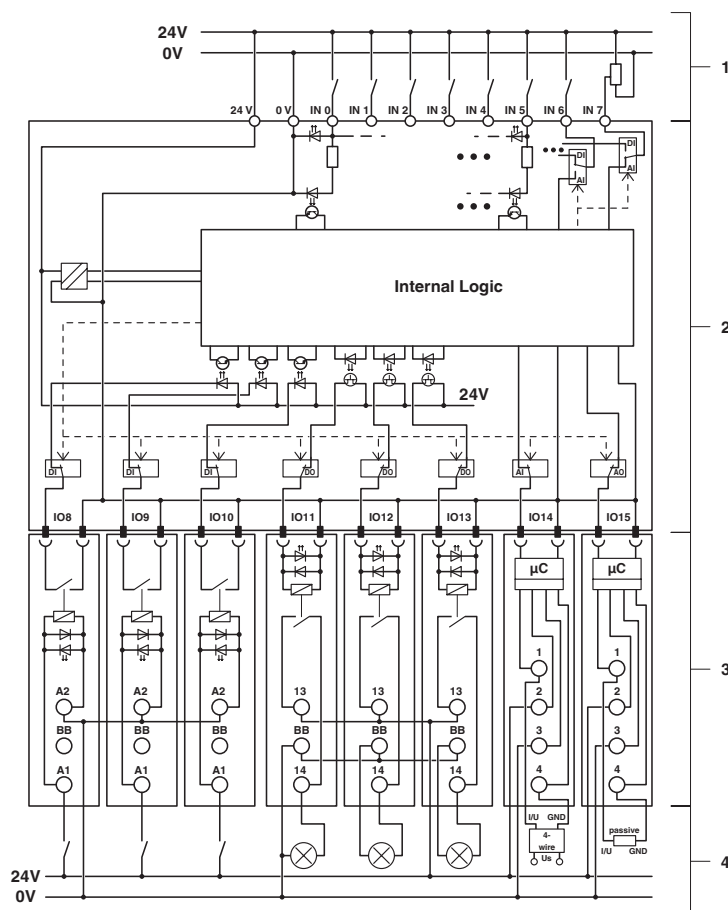 24V
0V
1
24 V 0 V IN 0 IN 1 IN 2 IN 3 IN 4 IN 5 IN 6 IN 7
DI
DI
AI
AI
Internal Logic
2
24V
DI DI DI DO DO DO AI AO
IO8 IO9 IO10 IO11 IO12 IO13 IO14 IO15
µC µC
1 1
3
A2 A2 A2 13 13 13 2 2
BB BB BB BB BB BB 3 3
A1 A1 A1 14 14 14 4 4
I/U GND passive
4-
wire
I/U GND
Us
4
24V
0V